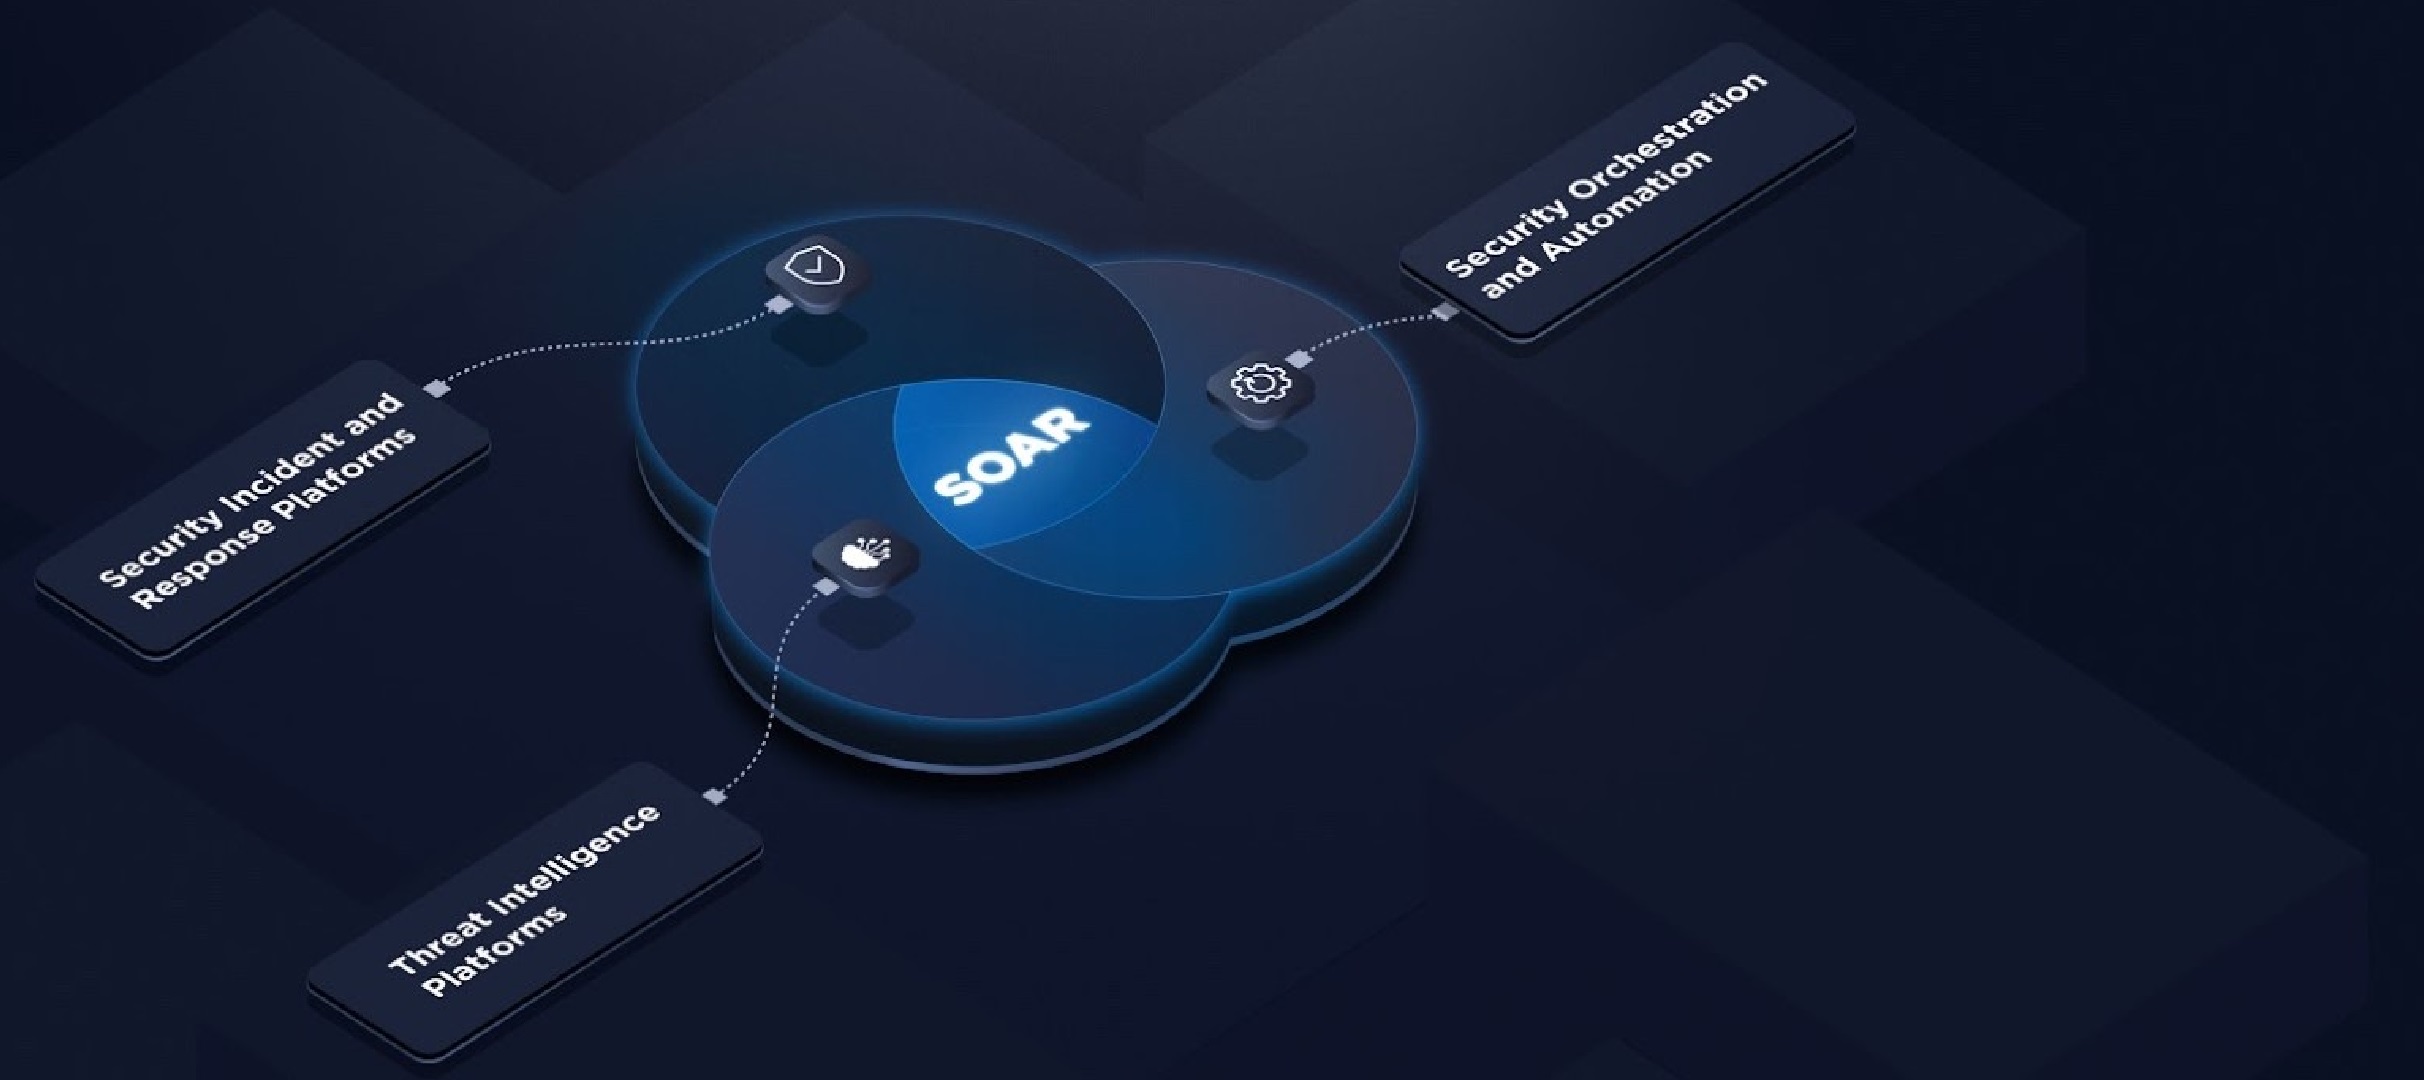 Security Orchestration
and Automation
Security Incident and
Response Platforms
SOAR
Threat Intelligence
Platforms